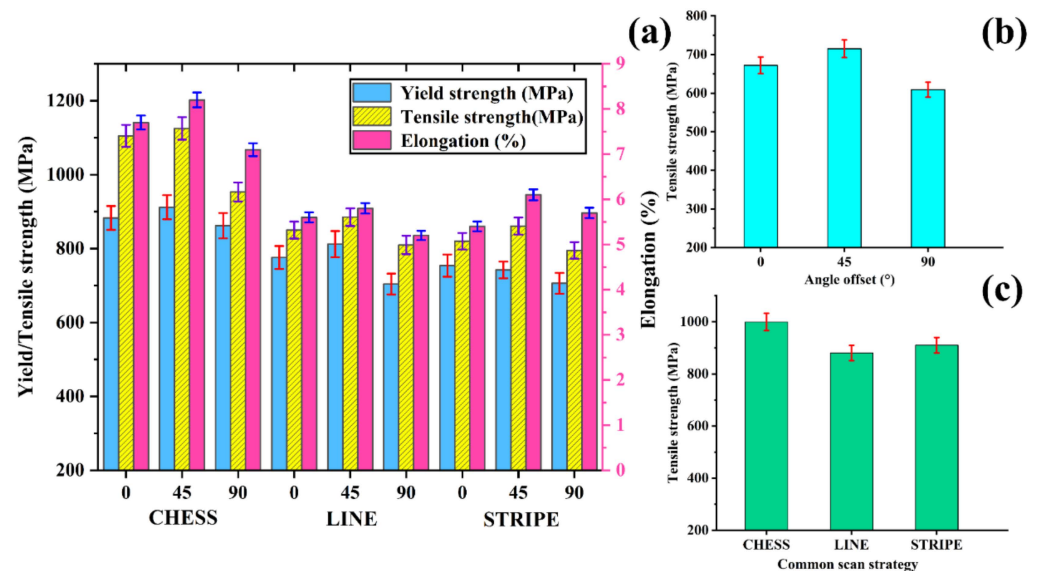 (a)
Yield/Tensile strength (MPa)
1200
1000
800
600
400
200
Yield strength (MPa)
Tensile strength(MPa)
Elongation (%)
9
8
7
6
5
4
3
2
1
0
Elongation (%)
0 45 90 0 45 90 0 45 90
CHESS LINE STRIPE
(b)
Tensile strength (MPa)
800
700
600
500
400
300
200
0 45 90
Angle offset (°)
(c)
Tensile strength (MPa)
1000
800
600
400
200
CHESS LINE STRIPE
Common scan strategy